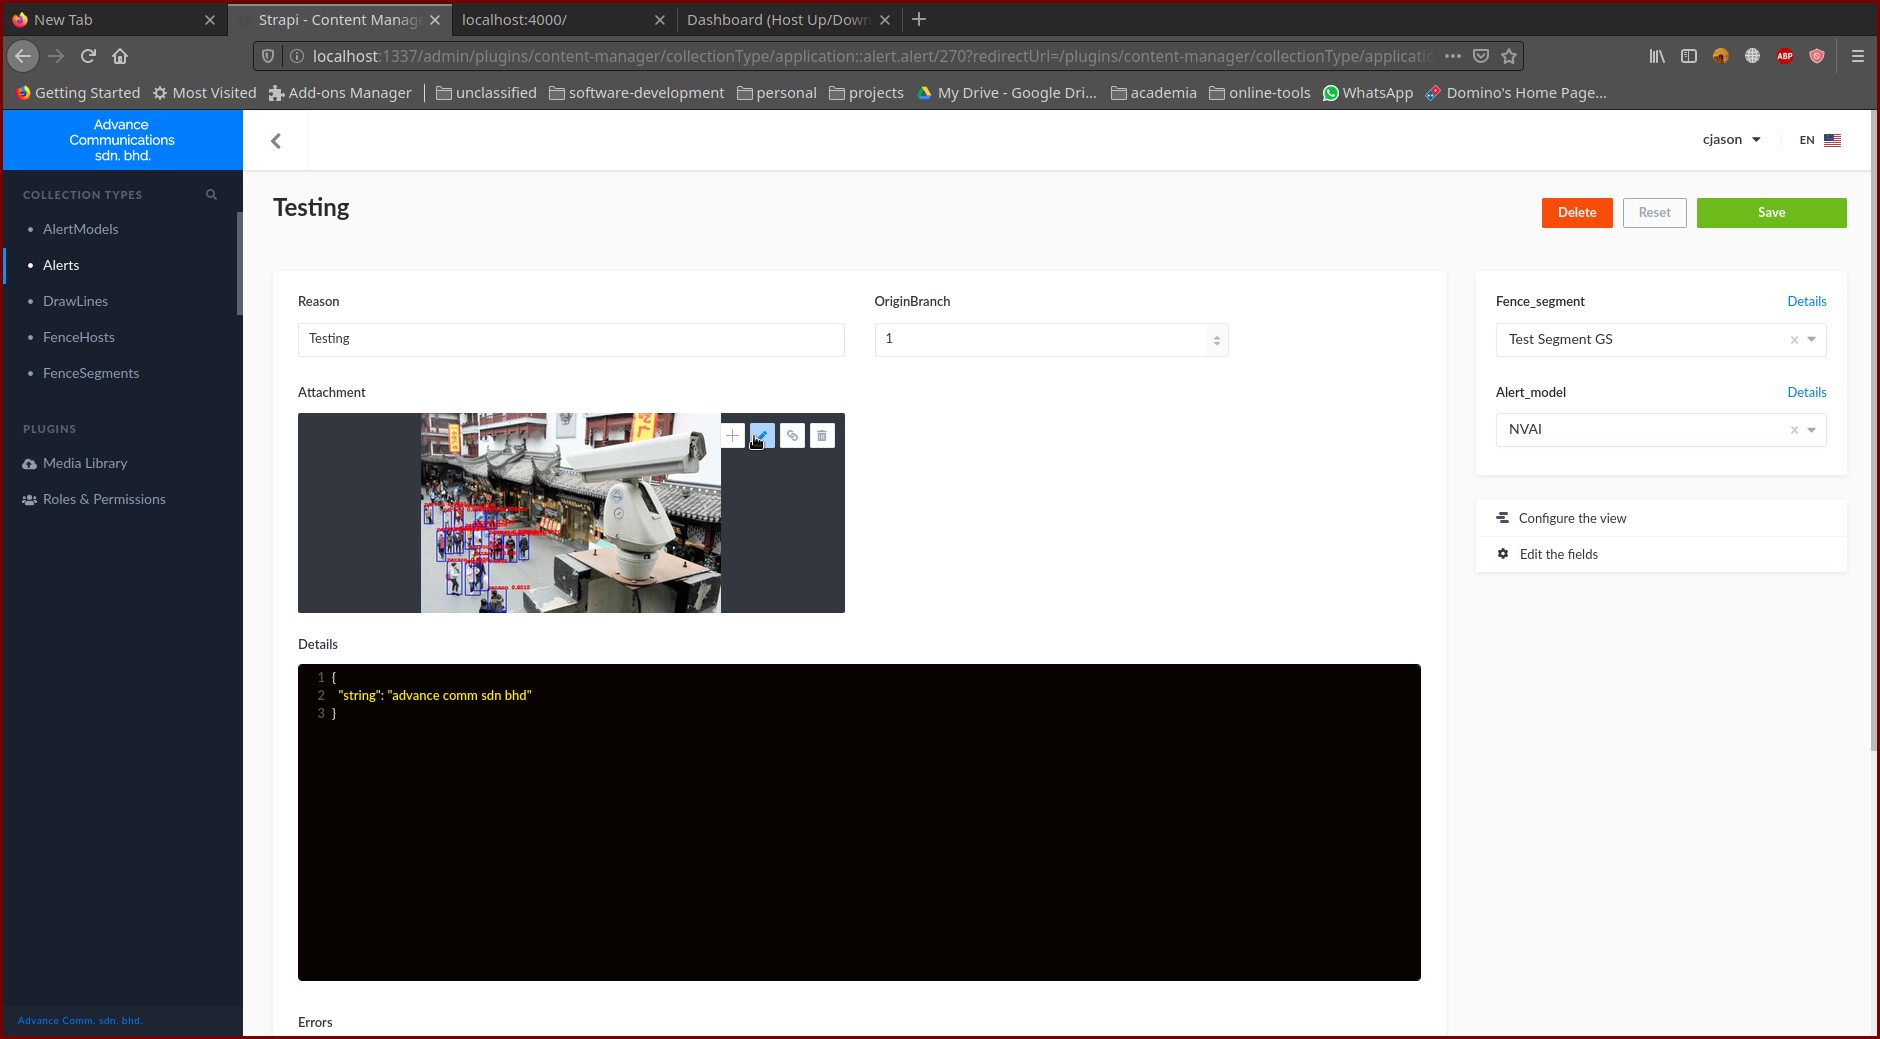 New Tab
Strapi - Content Manage
localhost:4000/
Dashboard (Host Up/Down
localhost:1337/admin/plugins/content-manager/collectionType/application::alert.alert/270?redirectUrl=/plugins/content-manager/collectionType/applicatio
ABP
Getting Started
Most Visited
Add-ons Manager
unclassified
software-development
personal
projects
My Drive - Google Dri...
academia
online-tools
WhatsApp
Domino's Home Page...
Advance
Communications
sdn. bhd.
cjason
EN
COLLECTION TYPES
AlertModels
Alerts
DrawLines
FenceHosts
FenceSegments
PLUGINS
Media Library
Roles & Permissions
Advance Comm. sdn. bhd.
Testing
Delete
Reset
Save
Reason
Testing
OriginBranch
1
Attachment
Details
1 {
2 "string": "advance comm sdn bhd"
3 }
Errors
Fence_segment
Details
Test Segment GS
Alert_model
Details
NVAI
Configure the view
Edit the fields